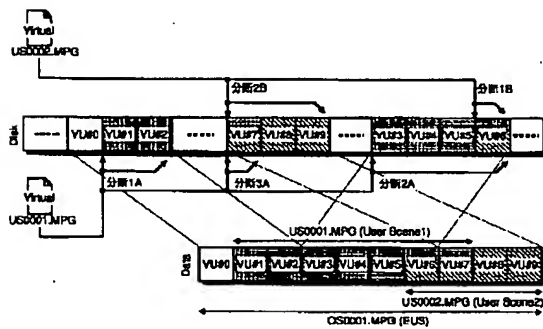 Virtual
US0002.MPG
分断2B
分断1B
Disk
VU#0 VU#1 VU#2 VU#7 VU#8 VU#9 VU#3 VU#4 VU#5 VU#6
分断1A
分断3A
分断2A
Virtual
US0001.MPG
US0001.MPG (User Scene1)
Data
VU#0 VU#1 VU#2 VU#3 VU#4 VU#5 VU#6 VU#7 VU#8 VU#9
US0002.MPG (User Scene2)
OS0001.MPG (EUS)